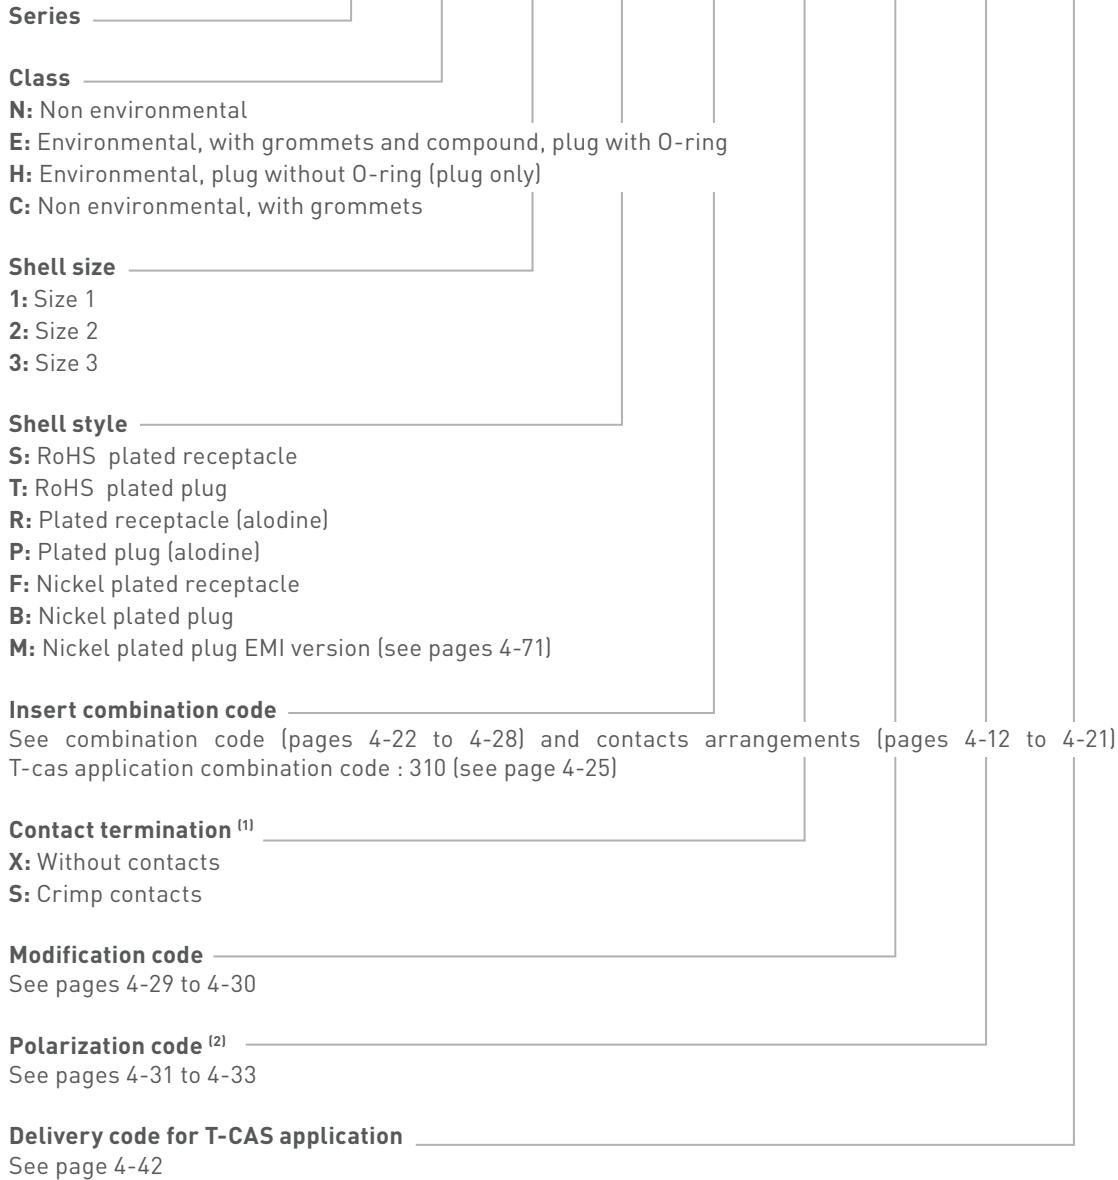 Series
Class
N: Non environmental
E: Environmental, with grommets and compound, plug with O-ring
H: Environmental, plug without O-ring (plug only)
C: Non environmental, with grommets
Shell size
1: Size 1
2: Size 2
3: Size 3
Shell style
S: RoHS plated receptacle
T: RoHS plated plug
R: Plated receptacle (alodine)
P: Plated plug (alodine)
F: Nickel plated receptacle
B: Nickel plated plug
M: Nickel plated plug EMI version (see pages 4-71)
Insert combination code
See combination code (pages 4-22 to 4-28) and contacts arrangements (pages 4-12 to 4-21)
T-cas application combination code : 310 (see page 4-25)
Contact termination (1)
X: Without contacts
S: Crimp contacts
Modification code
See pages 4-29 to 4-30
Polarization code (2)
See pages 4-31 to 4-33
Delivery code for T-CAS application
See page 4-42